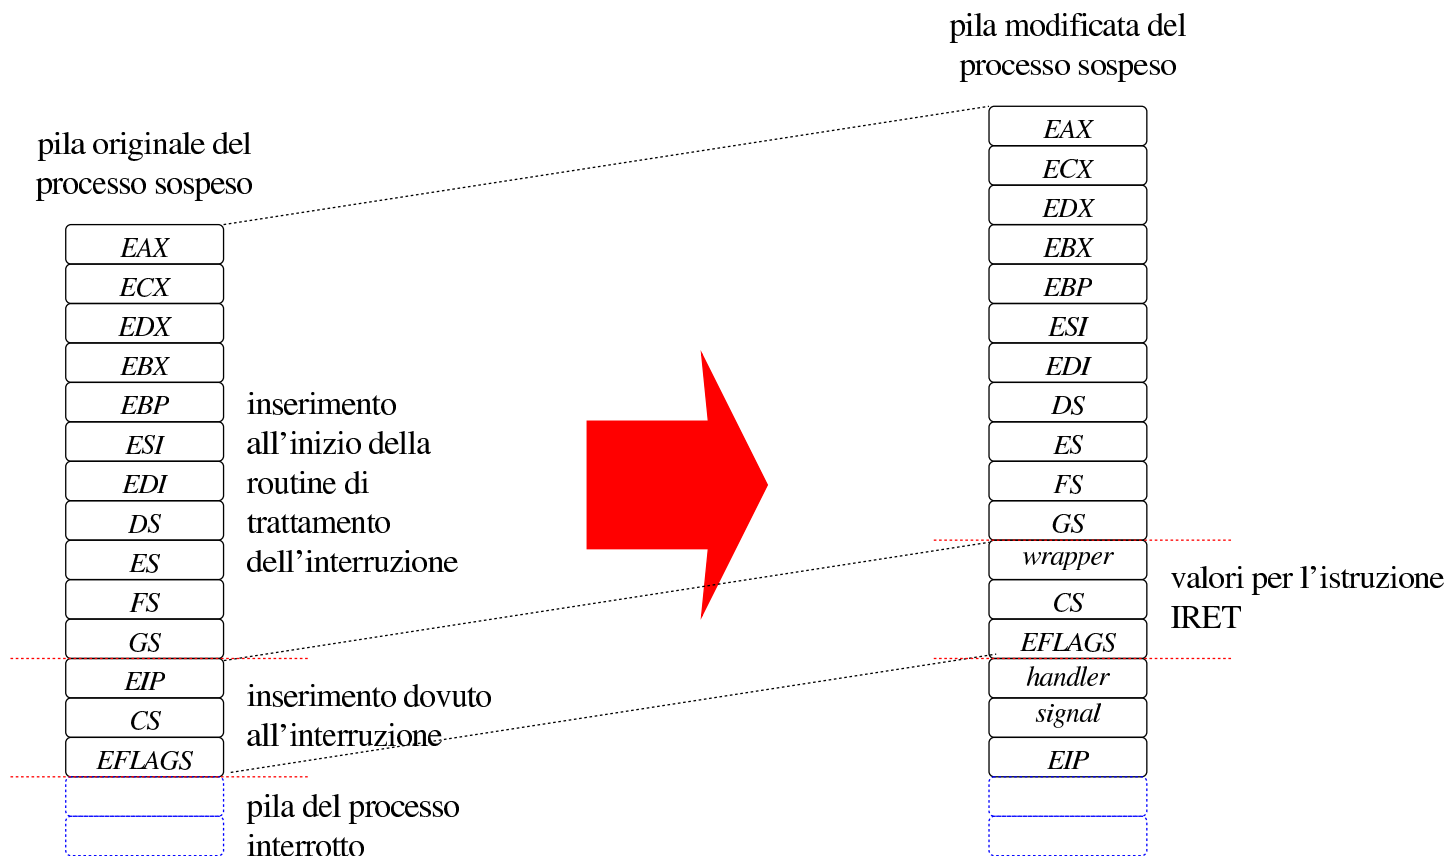 pila originale del
processo sospeso
EAX
ECX
EDX
EBX
EBP
ESI
EDI
DS
ES
FS
GS
EIP
CS
EFLAGS
inserimento
all'inizio della
routine di
trattamento
dell'interruzione
inserimento dovuto
all'interruzione
pila del processo
interrotto
pila modificata del
processo sospeso
EAX
ECX
EDX
EBX
EBP
ESI
EDI
DS
ES
FS
GS
wrapper
CS
EFLAGS
handler
signal
EIP
valori per l'istruzione
IRET